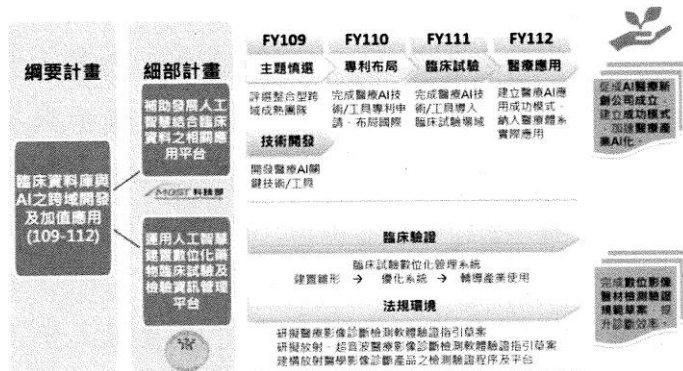 綱要計畫
臨床資料庫與
AI之跨域開發
及加值應用
(109-112)
細部計畫
補助發展人工
智慧結合臨床
資料之相關應
用平台
MOST 科技部
運用人工智慧
建置數位化藥
物臨床試驗及
檢驗資訊管理
平台
FY109
FY110
FY111
FY112
主題慎選
專利布局
臨床試驗
醫療應用
評選整合型跨
域成熟團隊
完成醫療AI技
術/工具專利申
請、布局國際
完成醫療AI技
術/工具導入
臨床試驗場域
建立醫療AI應
用成功模式,
納入醫療體系
實際應用
技術開發
開發醫療AI關
鍵技術/工具
臨床驗證
臨床試驗數位化管理系統
建置雛形 → 優化系統 → 輔導產業使用
法規環境
研擬醫療影像診斷檢測軟體驗證指引草案
研擬放射、超音波醫療影像診斷檢測軟體驗證指引草案
建構放射醫學影像診斷產品之檢測驗證程序及平台
促成AI醫療新
創公司成立,
建立成功模式
,加速醫療產
業AI化。
完成數位影像
醫材檢測驗證
規範草案,提
升診斷效率。